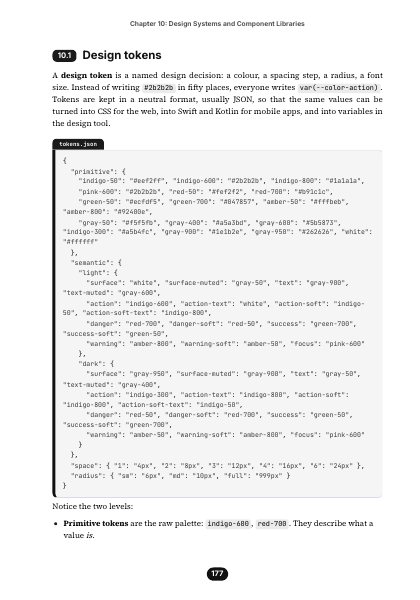 Chapter 10: Design Systems and Component Libraries
10.1 Design tokens
A design token is a named design decision: a colour, a spacing step, a radius, a font
size. Instead of writing #2b2b2b in fifty places, everyone writes var(--color-action).
Tokens are kept in a neutral format, usually JSON, so that the same values can be
turned into CSS for the web, into Swift and Kotlin for mobile apps, and into variables in
the design tool.
tokens.json
{
"primitive": {
"indigo-50": "#eef2ff", "indigo-600": "#2b2b2b", "indigo-800": "#1a1a1a",
"pink-600": "#2b2b2b", "red-50": "#fef2f2", "red-700": "#b91c1c",
"green-50": "#ecfdf5", "green-700": "#047857", "amber-50": "#fffbeb",
"amber-800": "#92400e",
"gray-50": "#f5f5fb", "gray-400": "#a5a3bd", "gray-600": "#5b5873",
"indigo-300": "#a5b4fc", "gray-900": "#1e1b2e", "gray-950": "#262626", "white":
"#ffffff"
},
"semantic": {
"light": {
"surface": "white", "surface-muted": "gray-50", "text": "gray-900",
"text-muted": "gray-600",
"action": "indigo-600", "action-text": "white", "action-soft": "indigo-
50", "action-soft-text": "indigo-800",
"danger": "red-700", "danger-soft": "red-50", "success": "green-700",
"success-soft": "green-50",
"warning": "amber-800", "warning-soft": "amber-50", "focus": "pink-600"
},
"dark": {
"surface": "gray-950", "surface-muted": "gray-900", "text": "gray-50",
"text-muted": "gray-400",
"action": "indigo-300", "action-text": "indigo-800", "action-soft":
"indigo-800", "action-soft-text": "indigo-50",
"danger": "red-50", "danger-soft": "red-700", "success": "green-50",
"success-soft": "green-700",
"warning": "amber-50", "warning-soft": "amber-800", "focus": "pink-600"
}
},
"space": { "1": "4px", "2": "8px", "3": "12px", "4": "16px", "6": "24px" },
"radius": { "sm": "6px", "md": "10px", "full": "999px" }
}
Notice the two levels:
• Primitive tokens are the raw palette: indigo-600, red-700. They describe what a
value is.
177